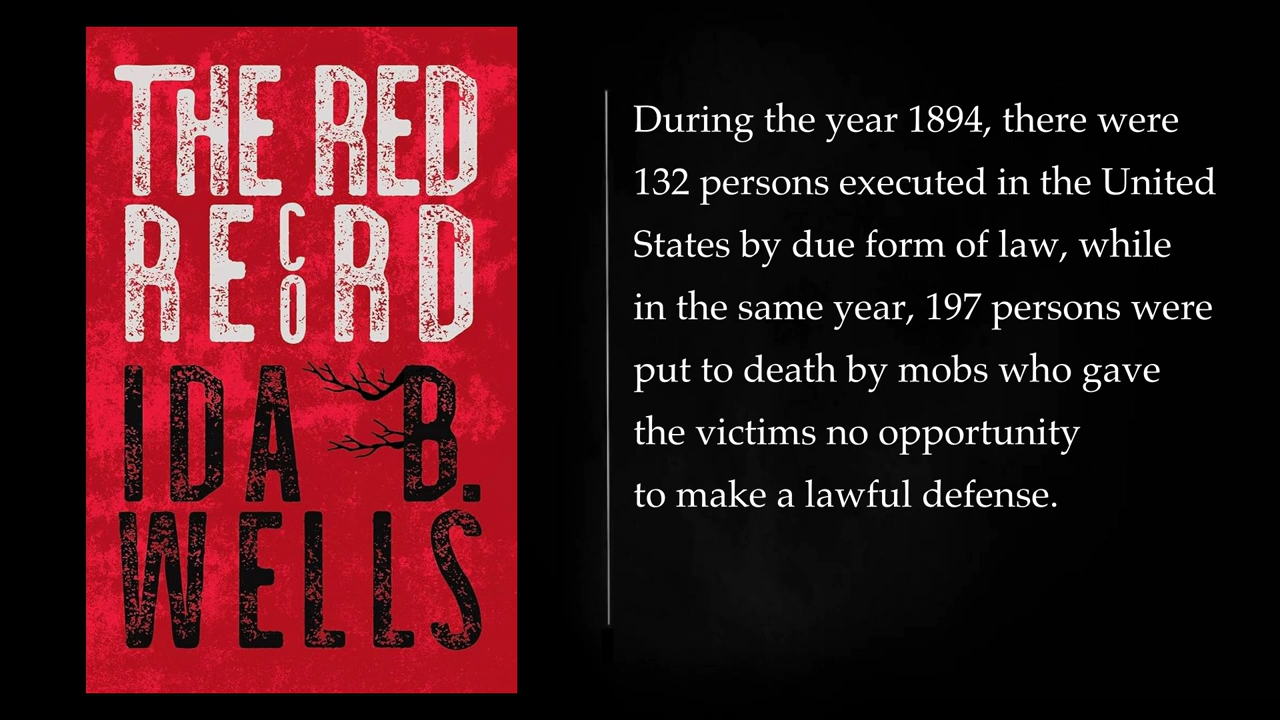 THE RED
RECORD
IDA B.
WELLS
During the year 1894, there were
132 persons executed in the United
States by due form of law, while
in the same year, 197 persons were
put to death by mobs who gave
the victims no opportunity
to make a lawful defense.